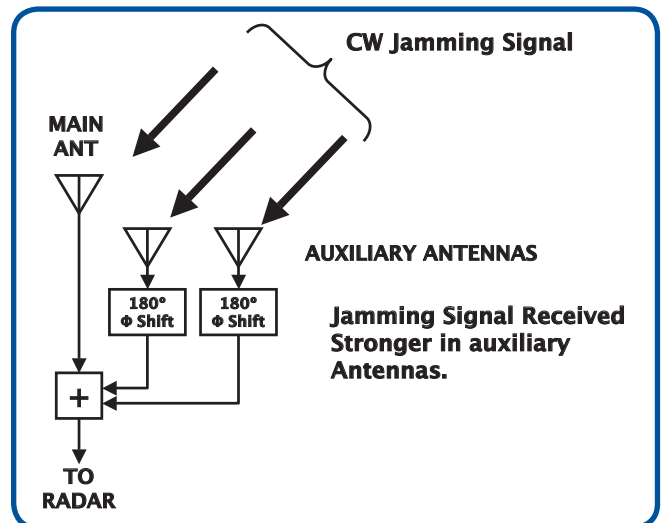 CW Jamming Signal
MAIN
ANT
AUXILIARY ANTENNAS
180°
Φ Shift
180°
Φ Shift
Jamming Signal Received
Stronger in auxiliary
Antennas.
+
TO
RADAR